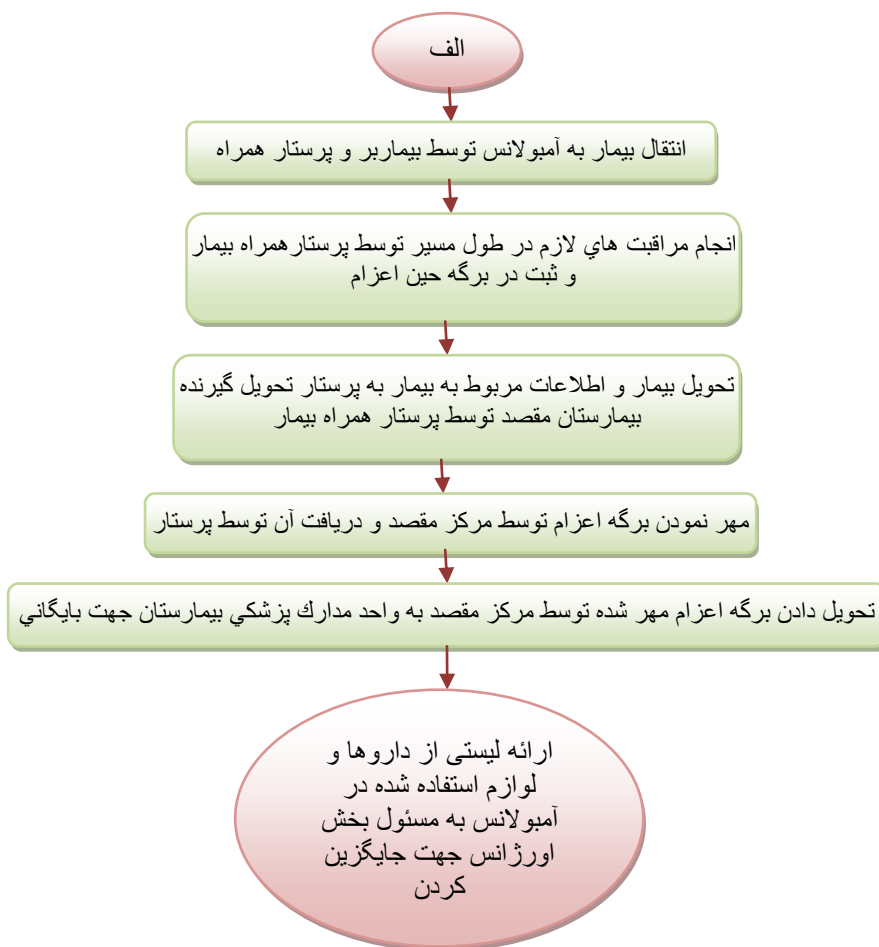 الف
انتقال بيمار به آمبولانس توسط بيماربر و پرستار همراه
انجام مراقبت هاي لازم در طول مسير توسط پرستارهمراه بيمار
و ثبت در برگه حين اعزام
تحويل بيمار و اطلاعات مربوط به بيمار به پرستار تحويل گيرنده
بيمارستان مقصد توسط پرستار همراه بيمار
مهر نمودن برگه اعزام توسط مركز مقصد و دريافت آن توسط پرستار
تحويل دادن برگه اعزام مهر شده توسط مركز مقصد به واحد مدارك پزشكي بيمارستان جهت بايگاني
ارائه لیستی از داروها و
لوازم استفاده شده در
آمبولانس به مسئول بخش
اورژانس جهت جایگزین
کردن